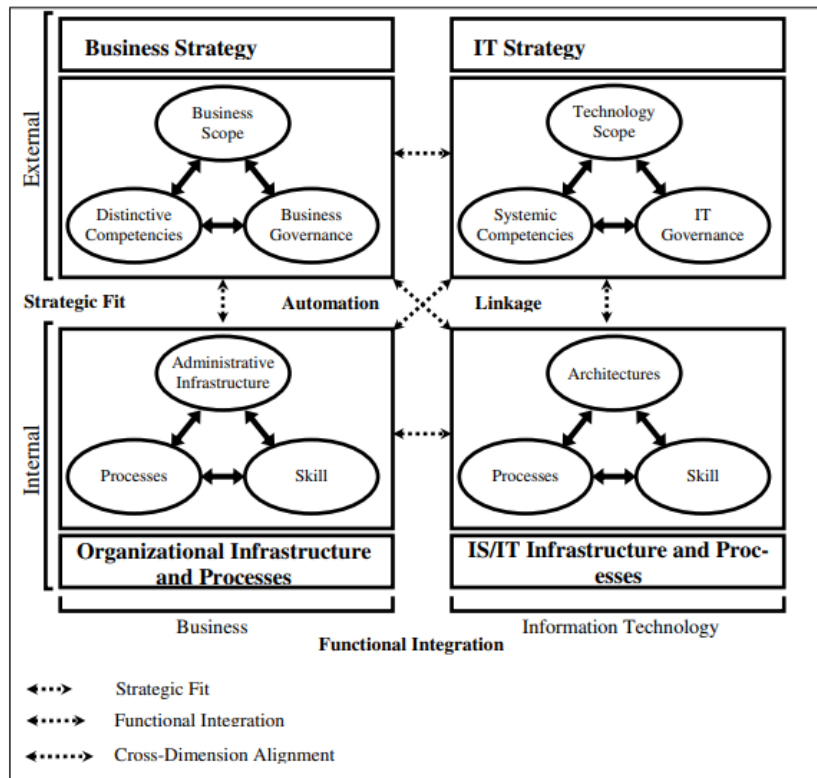 Business Strategy
IT Strategy
External
Business
Scope
Distinctive
Competencies
Business
Governance
Technology
Scope
Systemic
Competencies
IT
Governance
Strategic Fit
Automation
Linkage
Internal
Administrative
Infrastructure
Processes
Skill
Architectures
Processes
Skill
Organizational Infrastructure
and Processes
IS/IT Infrastructure and Proc-
esses
Business
Information Technology
Functional Integration
Strategic Fit
Functional Integration
Cross-Dimension Alignment